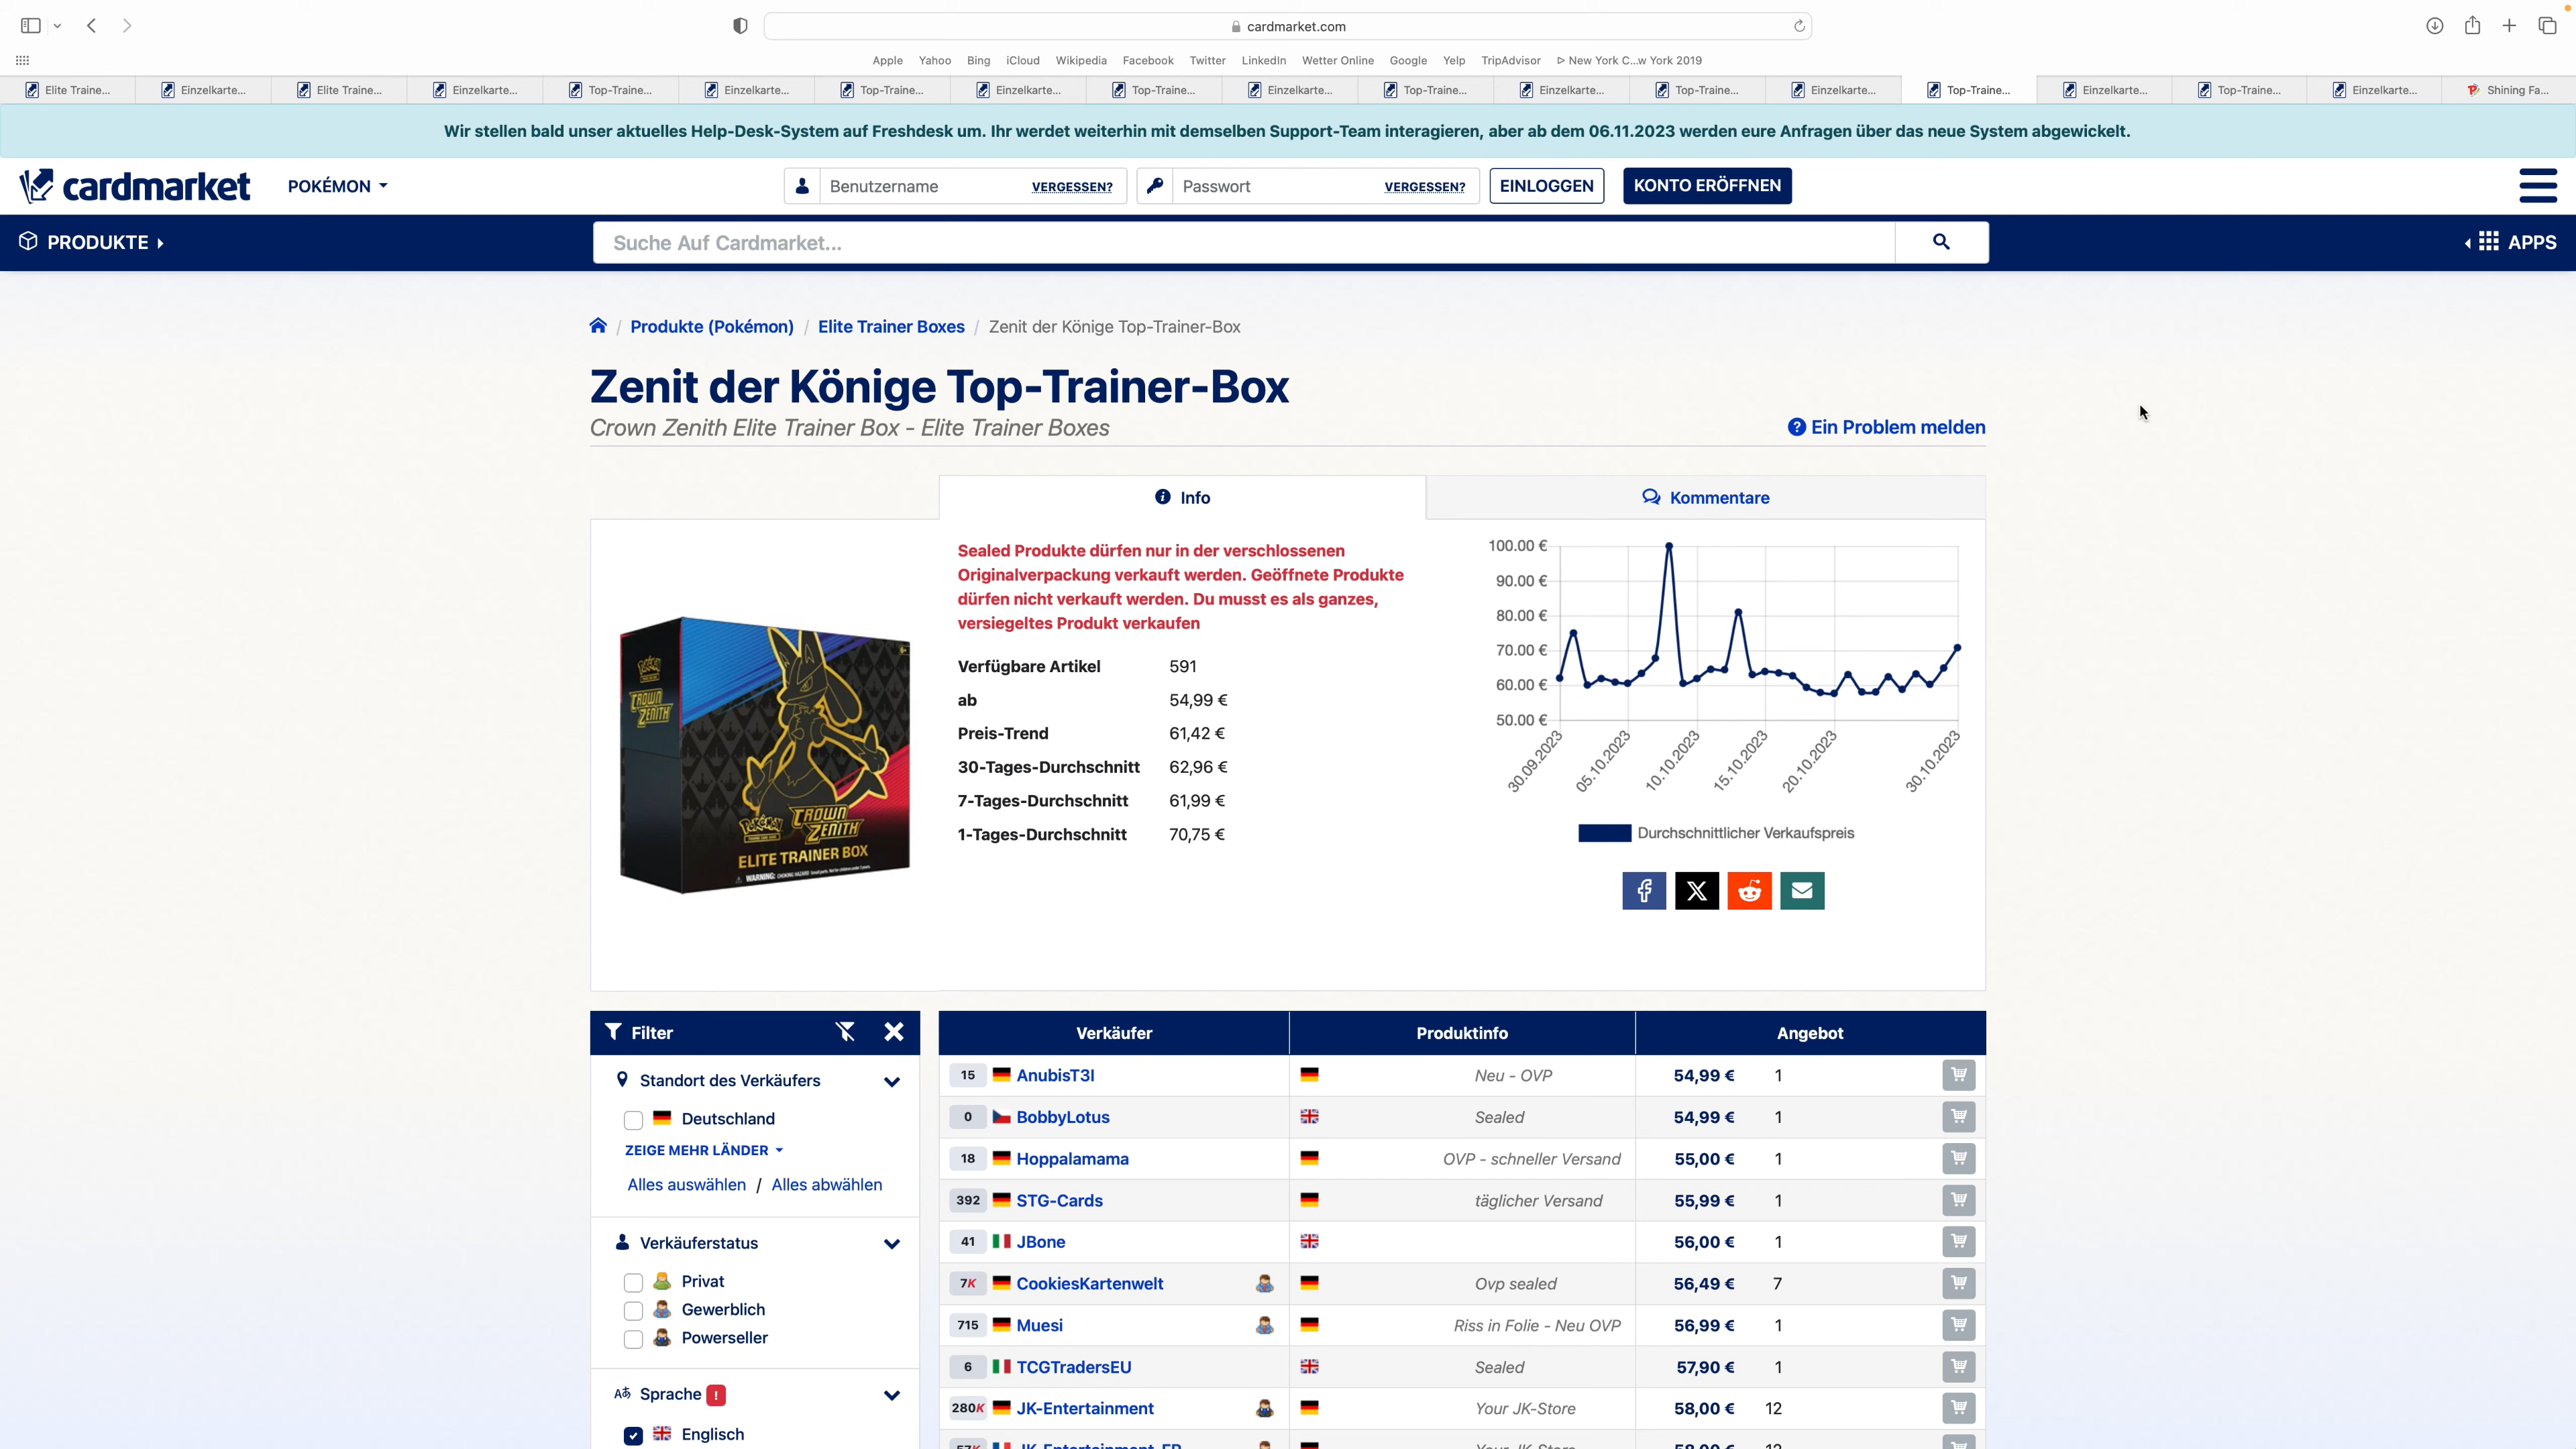 cardmarket.com
Apple Yahoo Bing iCloud Wikipedia Facebook Twitter LinkedIn Wetter Online Google Yelp TripAdvisor New York C...w York 2019
Elite Traine... Einzelkarte... Elite Traine... Einzelkarte... Top-Traine... Einzelkarte... Top-Traine... Einzelkarte... Top-Traine... Einzelkarte... Top-Traine... Einzelkarte... Top-Traine... Einzelkarte... Top-Traine... Einzelkarte... Top-Traine... Einzelkarte... Shining Fa...
Wir stellen bald unser aktuelles Help-Desk-System auf Freshdesk um. Ihr werdet weiterhin mit demselben Support-Team interagieren, aber ab dem 06.11.2023 werden eure Anfragen über das neue System abgewickelt.
cardmarket POKÉMON Benutzername VERGESSEN? Passwort VERGESSEN? EINLOGGEN KONTO ERÖFFNEN
PRODUKTE Suche Auf Cardmarket... APPS
/ Produkte (Pokémon) / Elite Trainer Boxes / Zenit der Könige Top-Trainer-Box
Zenit der Könige Top-Trainer-Box
Crown Zenith Elite Trainer Box - Elite Trainer Boxes
Ein Problem melden
Info
Kommentare
Sealed Produkte dürfen nur in der verschlossenen
Originalverpackung verkauft werden. Geöffnete Produkte
dürfen nicht verkauft werden. Du musst es als ganzes,
versiegeltes Produkt verkaufen
Verfügbare Artikel 591
ab 54,99 €
Preis-Trend 61,42 €
30-Tages-Durchschnitt 62,96 €
7-Tages-Durchschnitt 61,99 €
1-Tages-Durchschnitt 70,75 €
Pokémon
CROWN
ZENITH
Pokémon
CROWN
ZENITH
ELITE TRAINER BOX
100.00 €
90.00 €
80.00 €
70.00 €
60.00 €
50.00 €
30.09.2023 05.10.2023 10.10.2023 15.10.2023 20.10.2023 30.10.2023
Durchschnittlicher Verkaufspreis
Filter
Standort des Verkäufers
Deutschland
ZEIGE MEHR LÄNDER
Alles auswählen / Alles abwählen
Verkäuferstatus
Privat
Gewerblich
Powerseller
Sprache !
Englisch
Verkäufer Produktinfo Angebot
15 AnubisT3I Neu - OVP 54,99 € 1
0 BobbyLotus Sealed 54,99 € 1
18 Hoppalamama OVP - schneller Versand 55,00 € 1
392 STG-Cards täglicher Versand 55,99 € 1
41 JBone 56,00 € 1
7K CookiesKartenwelt Ovp sealed 56,49 € 7
715 Muesi Riss in Folie - Neu OVP 56,99 € 1
6 TCGTradersEU Sealed 57,90 € 1
280K JK-Entertainment Your JK-Store 58,00 € 12